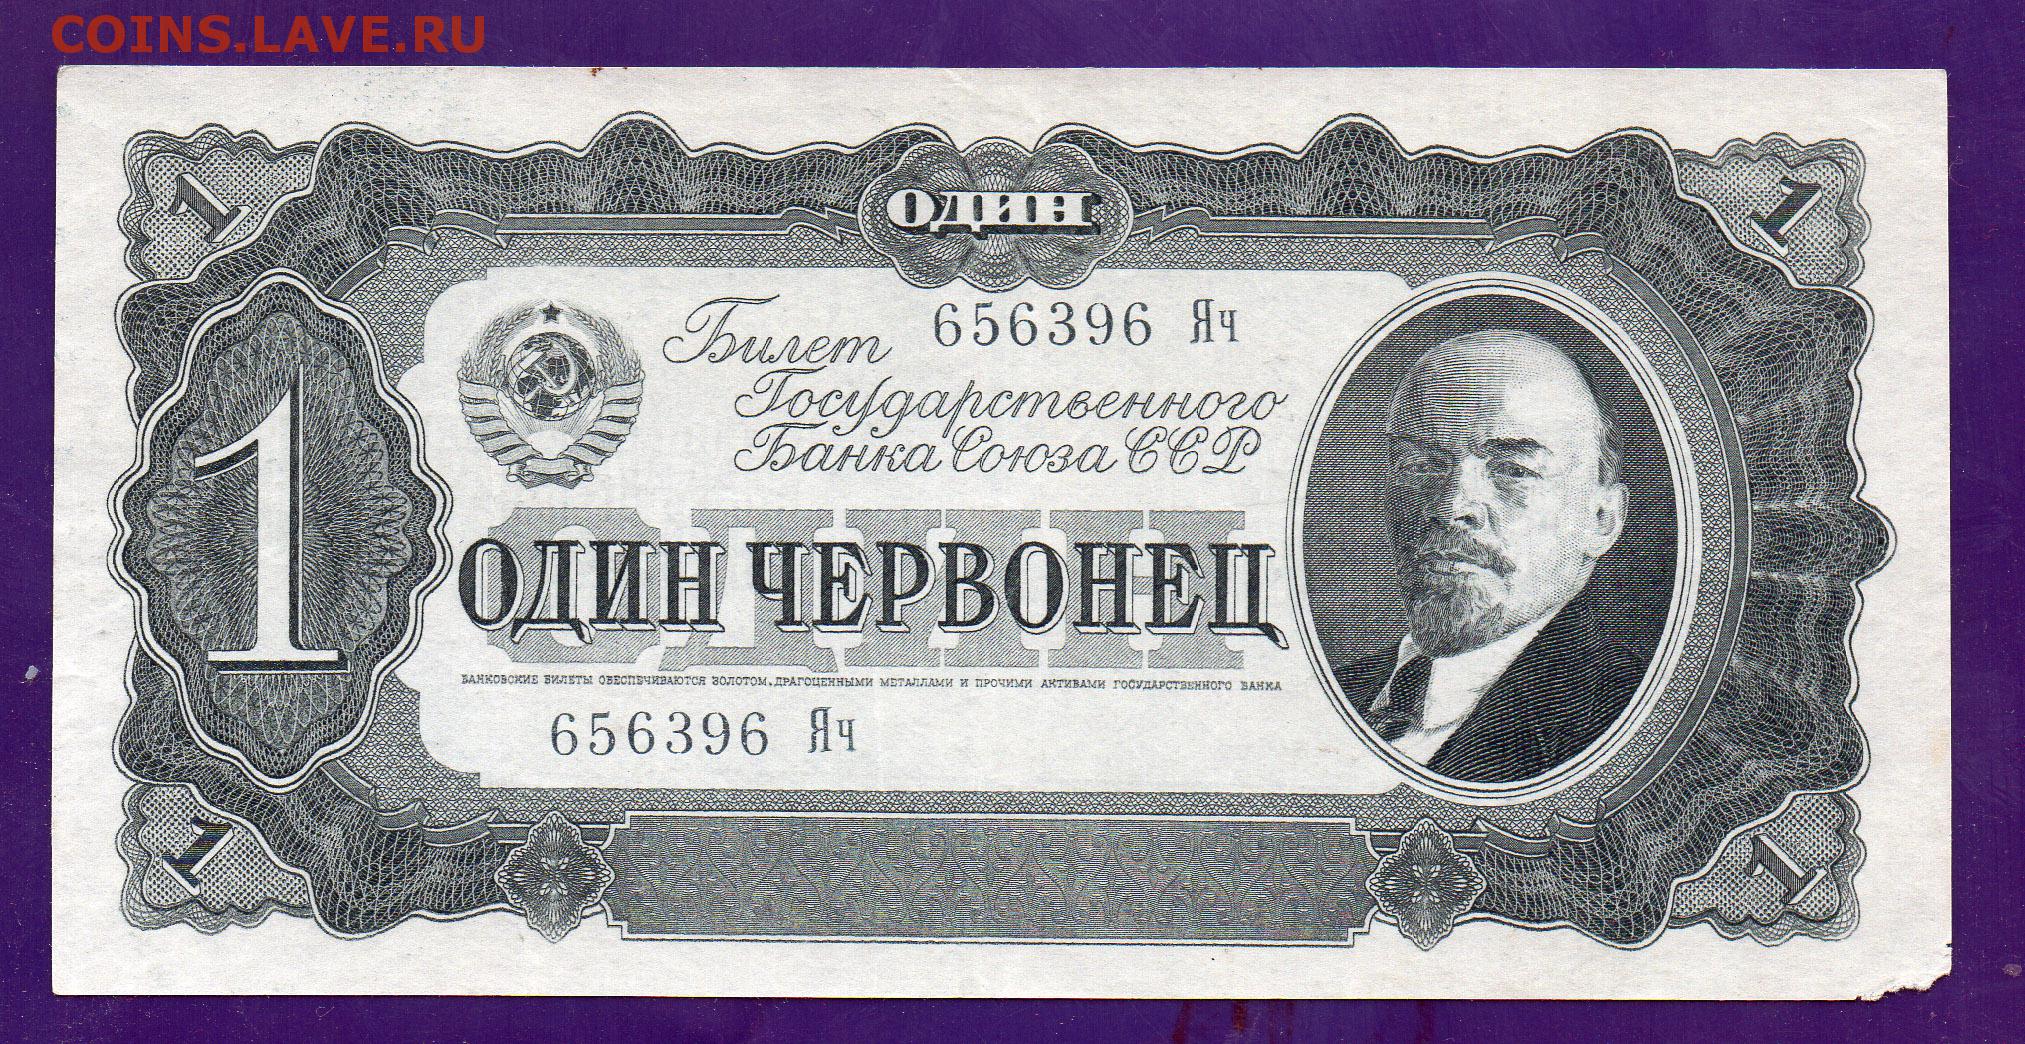 COINS.LAVE.RU
1
ОДИН
1
Билет 656396 Яч
Государственного
Банка Союза ССР
1
ОДИН
ОДИН ЧЕРВОНЕЦ
БАНКОВСКИЕ БИЛЕТЫ ОБЕСПЕЧИВАЮТСЯ ЗОЛОТОМ, ДРАГОЦЕННЫМИ МЕТАЛЛАМИ И ПРОЧИМИ АКТИВАМИ ГОСУДАРСТВЕННОГО БАНКА
656396 Яч
1
1